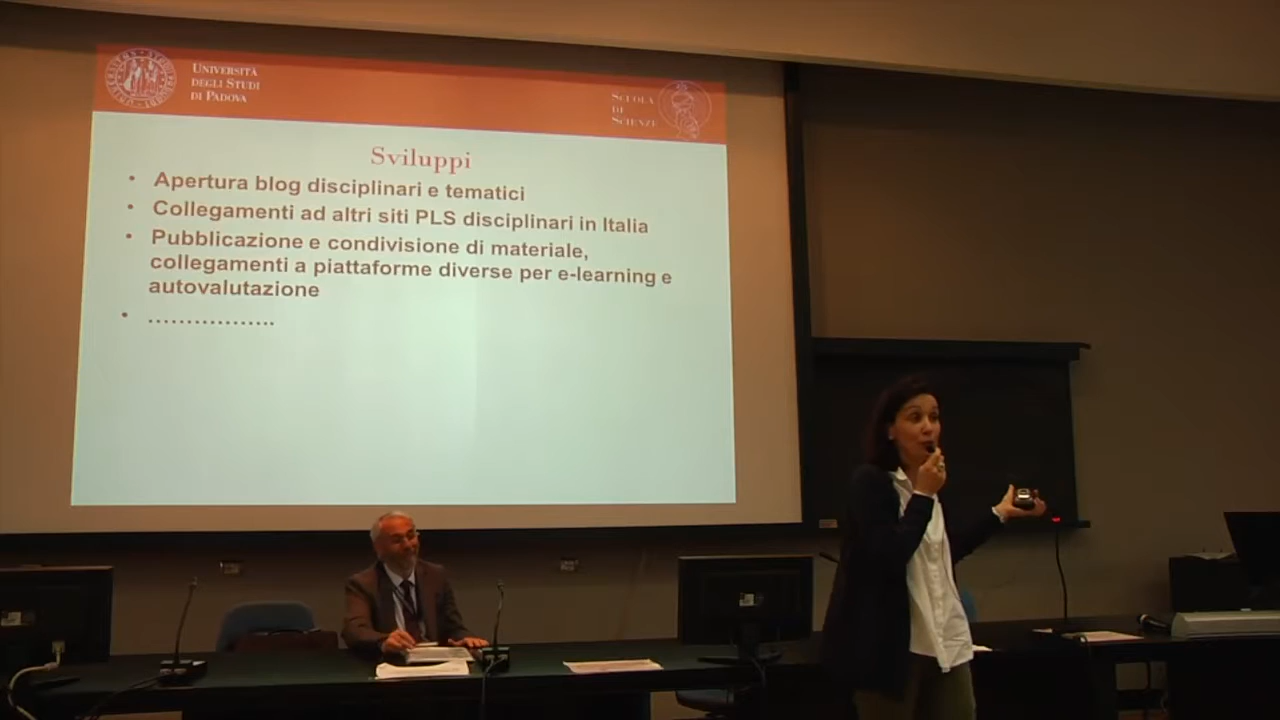 Università
degli Studi
di Padova
Scuola
di
Scienze
Sviluppi
• Apertura blog disciplinari e tematici
• Collegamenti ad altri siti PLS disciplinari in Italia
• Pubblicazione e condivisione di materiale,
collegamenti a piattaforme diverse per e-learning e
autovalutazione
• .................